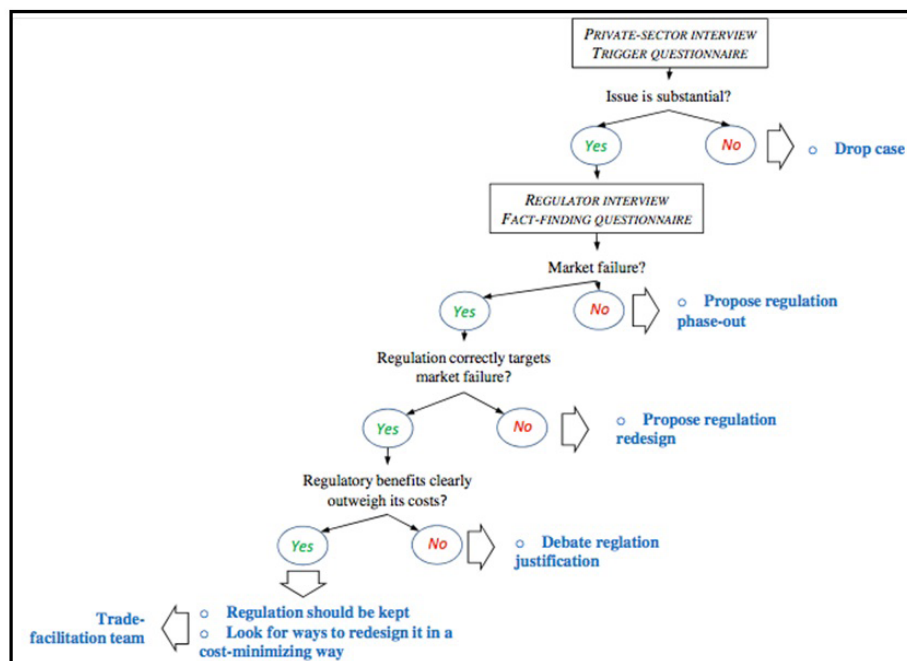 PRIVATE-SECTOR INTERVIEW
TRIGGER QUESTIONNAIRE
Issue is substantial?
Yes
No
o Drop case
REGULATOR INTERVIEW
FACT-FINDING QUESTIONNAIRE
Market failure?
Yes
No
o Propose regulation
phase-out
Regulation correctly targets
market failure?
Yes
No
o Propose regulation
redesign
Regulatory benefits clearly
outweigh its costs?
Yes
No
o Debate reglation
justification
Trade-
facilitation team
o Regulation should be kept
o Look for ways to redesign it in a
cost-minimizing way